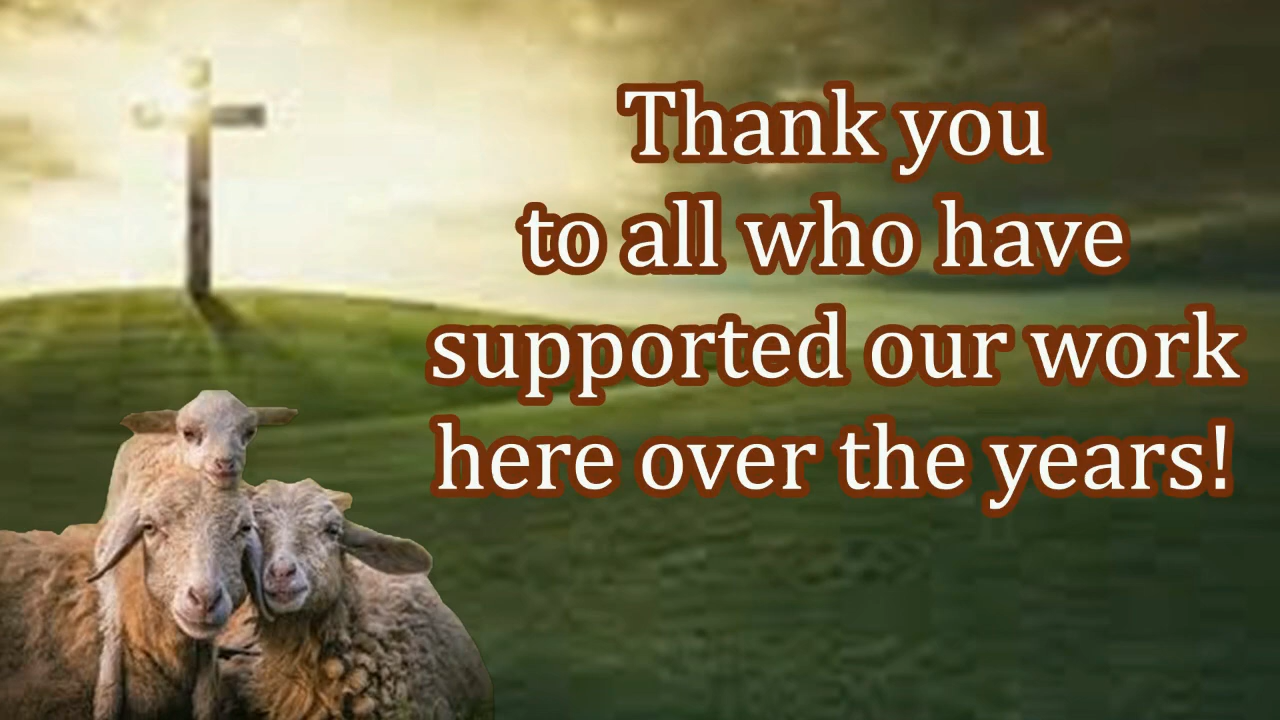 Thank you
to all who have
supported our work
here over the years!